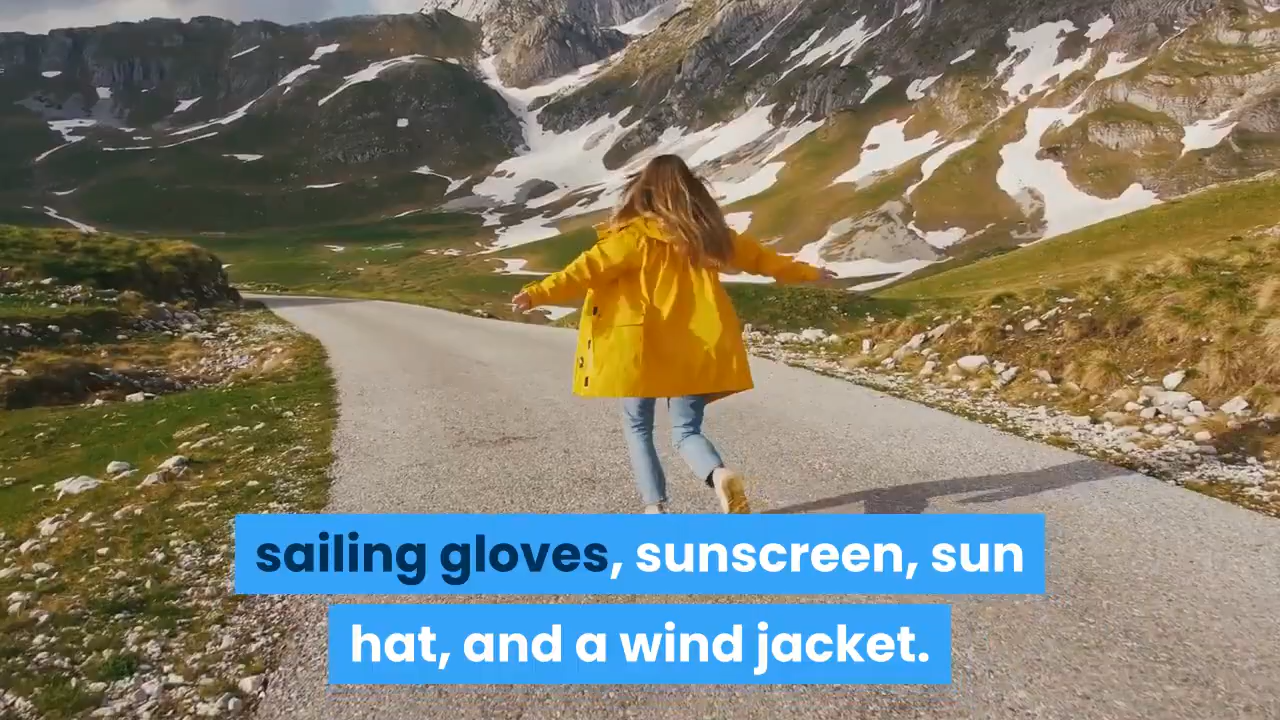 sailing gloves, sunscreen, sun
hat, and a wind jacket.